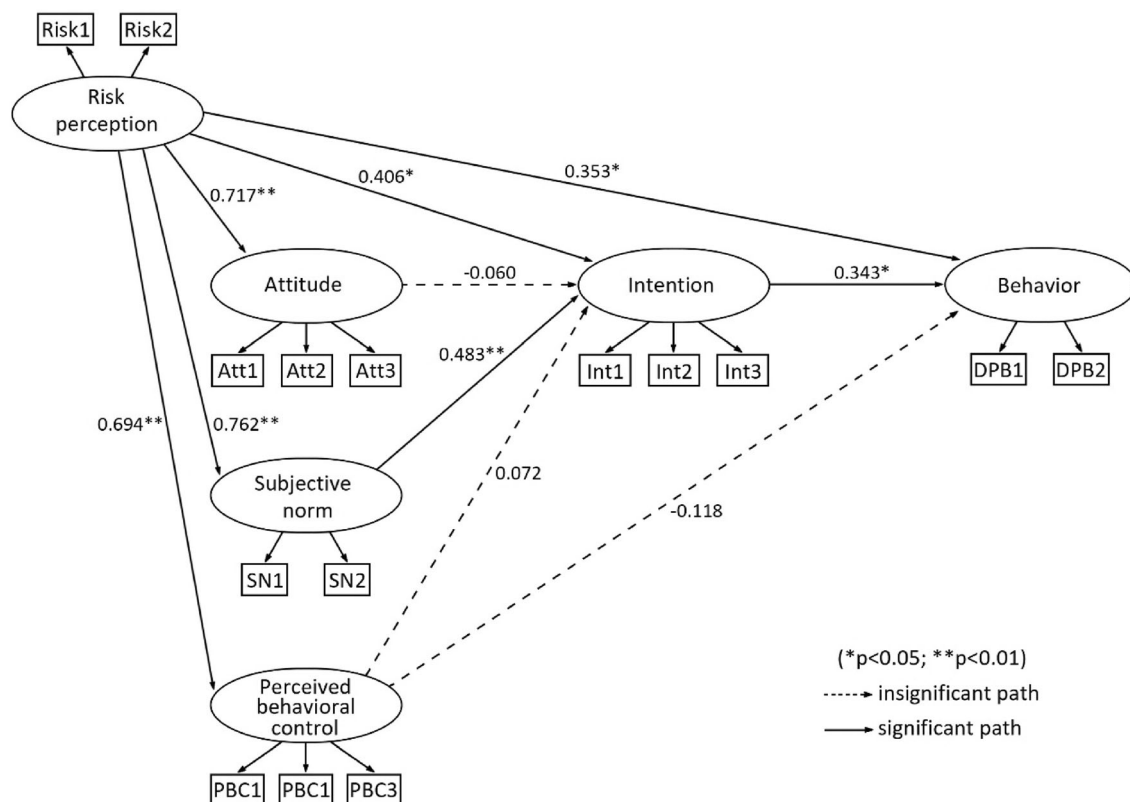 Risk1 Risk2
Risk
perception
0.717**
0.406*
0.353*
Attitude
-0.060
Intention
0.343*
Behavior
Att1 Att2 Att3
0.483**
Int1 Int2 Int3
DPB1 DPB2
0.694** 0.762**
Subjective
norm
0.072
-0.118
SN1 SN2
Perceived
behavioral
control
PBC1 PBC1 PBC3
(*p<0.05; **p<0.01)
insignificant path
significant path